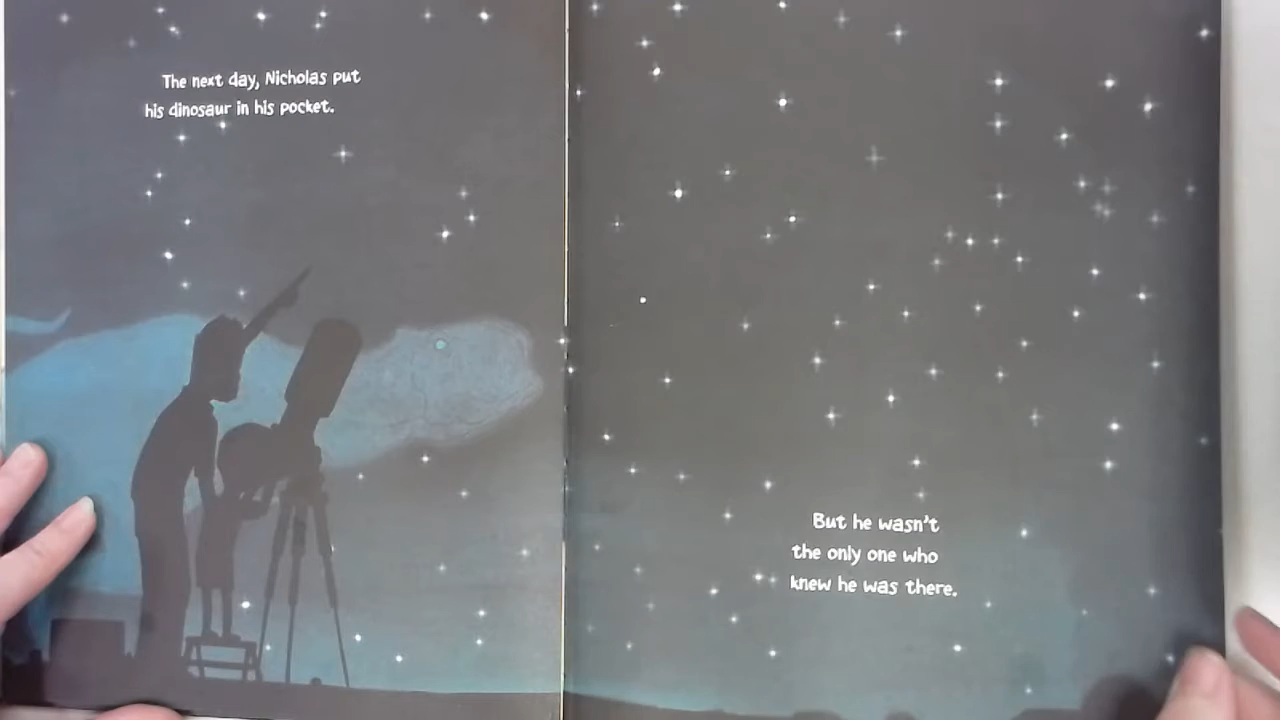 The next day, Nicholas put
his dinosaur in his pocket.
But he wasn't
the only one who
knew he was there.